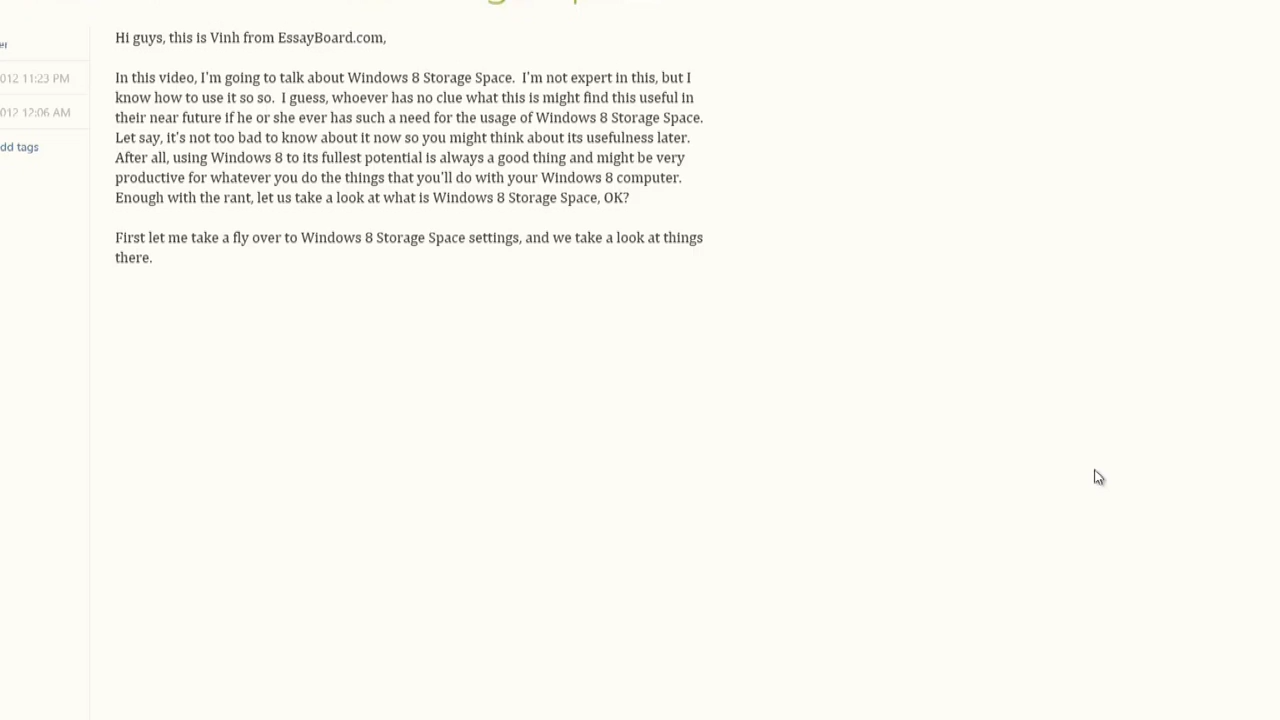 Hi guys, this is Vinh from EssayBoard.com,
er
In this video, I'm going to talk about Windows 8 Storage Space.  I'm not expert in this, but I
012 11:23 PM
know how to use it so so.  I guess, whoever has no clue what this is might find this useful in
012 12:06 AM
their near future if he or she ever has such a need for the usage of Windows 8 Storage Space.
Let say, it's not too bad to know about it now so you might think about its usefulness later.
dd tags
After all, using Windows 8 to its fullest potential is always a good thing and might be very
productive for whatever you do the things that you'll do with your Windows 8 computer.
Enough with the rant, let us take a look at what is Windows 8 Storage Space, OK?
First let me take a fly over to Windows 8 Storage Space settings, and we take a look at things
there.